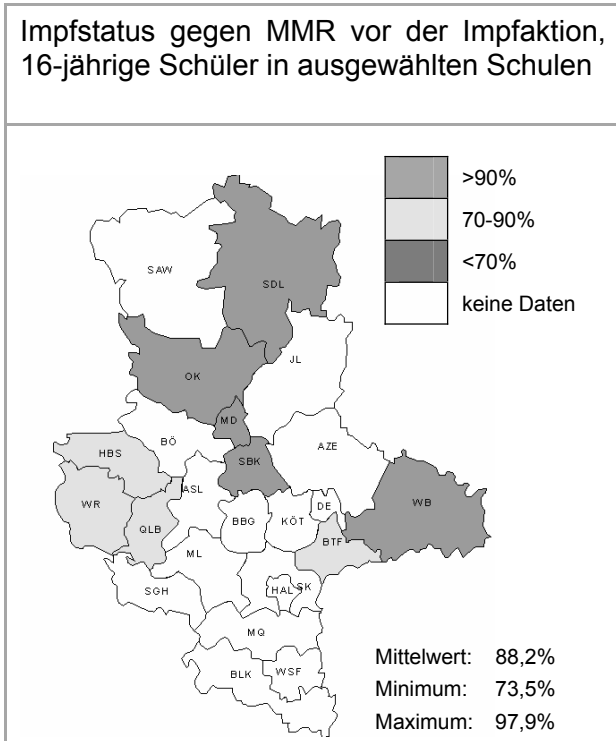 Impfstatus gegen MMR vor der Impfaktion,
16-jährige Schüler in ausgewählten Schulen
>90%
70-90%
<70%
keine Daten
SAW
SDL
OK
JL
MD
BÖ
HBS
SBK
AZE
ASL
WR
QLB
BBG
KÖT
DE
WB
BTF
ML
SGH
HAL
SK
MQ
BLK
WSF
Mittelwert: 88,2%
Minimum: 73,5%
Maximum: 97,9%